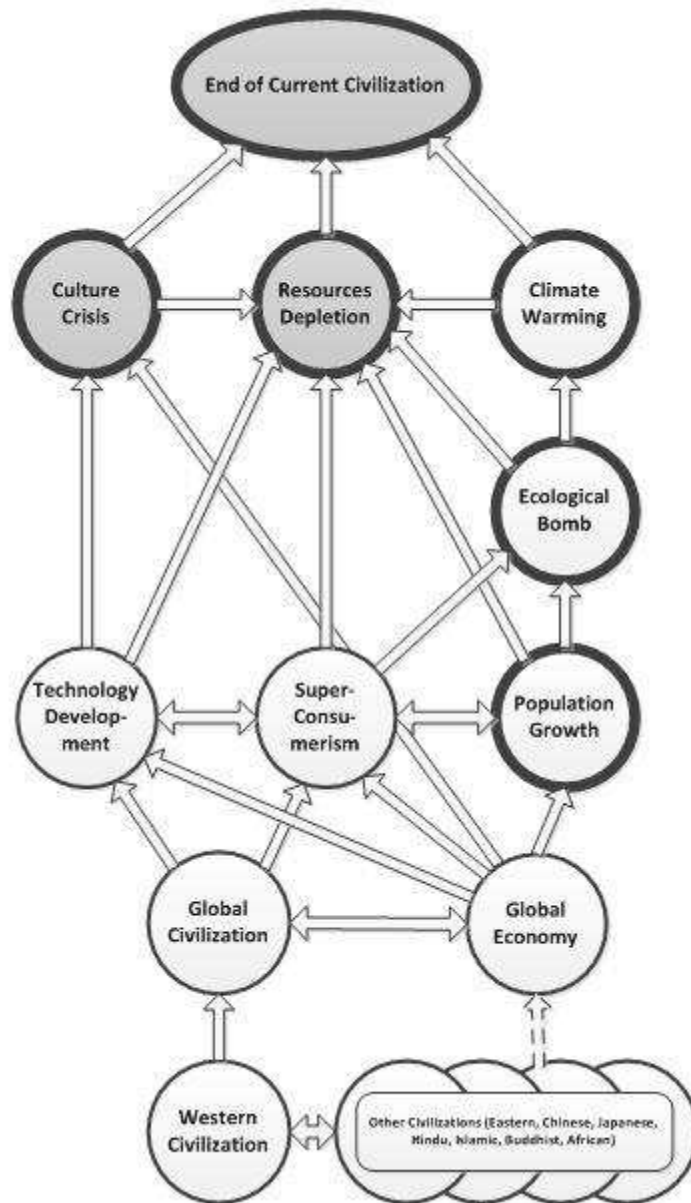 End of Current Civilization
Culture
Crisis
Resources
Depletion
Climate
Warming
Ecological
Bomb
Technology
Develop-
ment
Super-
Consu-
merism
Population
Growth
Global
Civilization
Global
Economy
Western
Civilization
Other Civilizations (Eastern, Chinese, Japanese,
Hindu, Islamic, Buddhist, African)